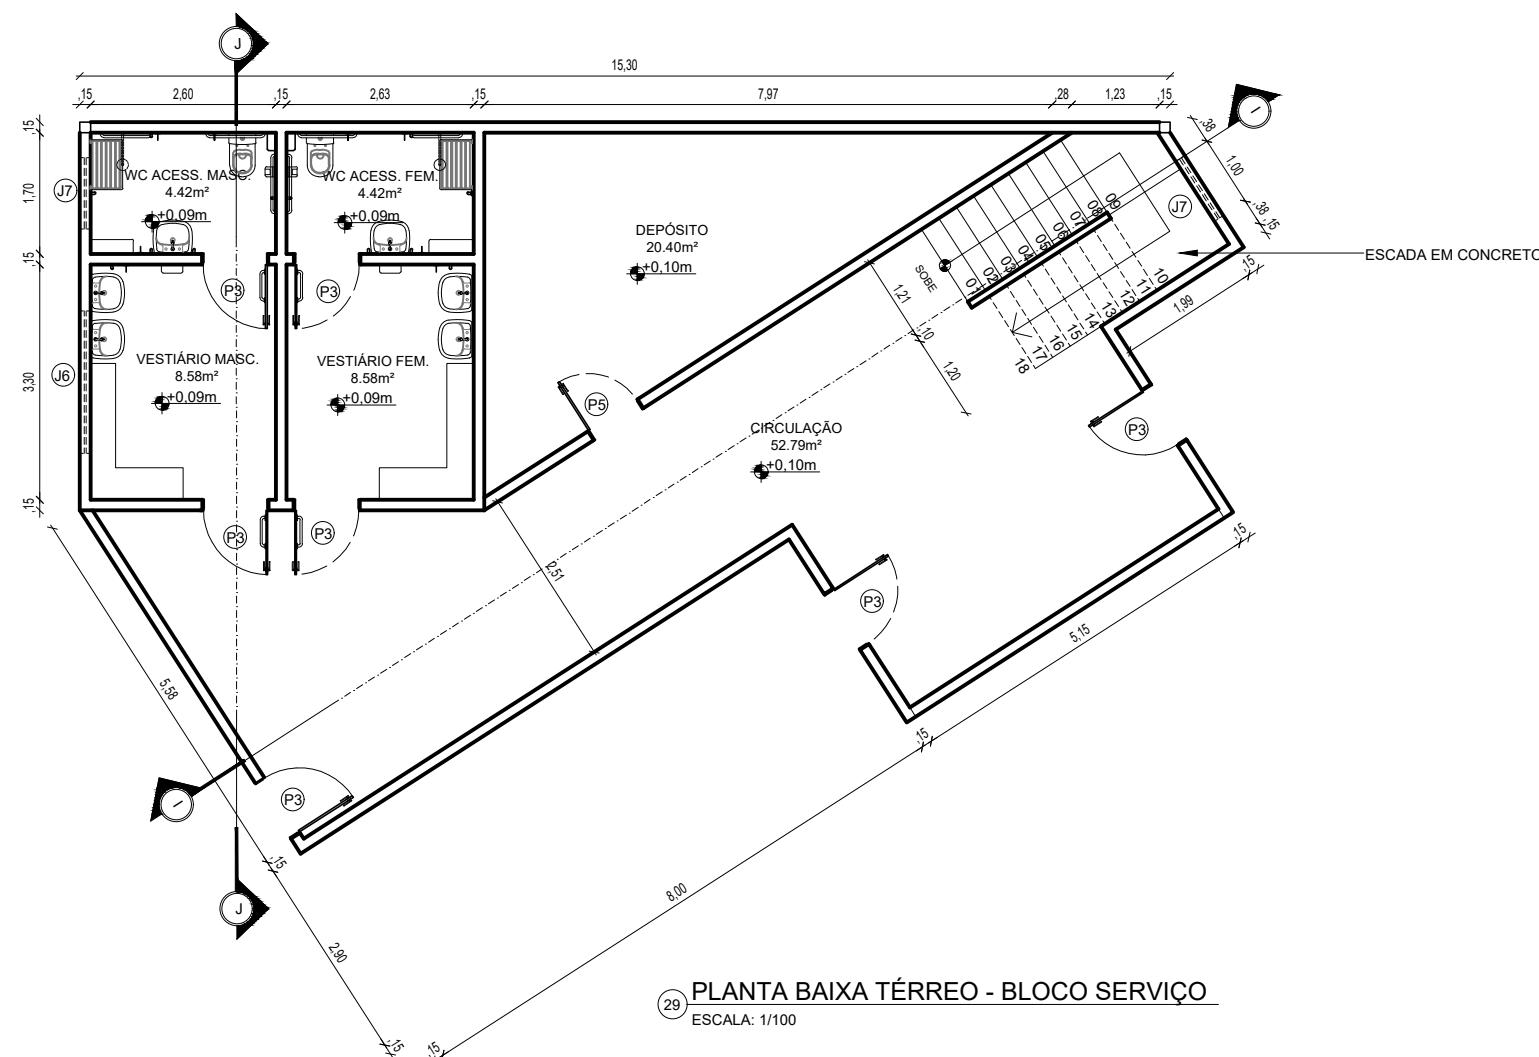 J
15,30
,15
2,60
,15
2,63
,15
7,97
,28
1,23
,15
I
,38
1,00
,38
,15
,15
1,70
,15
3,30
,15
J7
J6
WC ACESS. MASC.
4.42m²
+0,09m
WC ACESS. FEM.
4.42m²
+0,09m
DEPÓSITO
20.40m²
+0,10m
J7
ESCADA EM CONCRETO
SOBE
01
02
03
04
05
06
07
08
09
10
11
12
13
14
15
16
17
18
,15
1,99
1,21
,10
1,20
P3
P3
VESTIÁRIO MASC.
8.58m²
+0,09m
VESTIÁRIO FEM.
8.58m²
+0,09m
P5
CIRCULAÇÃO
52.79m²
+0,10m
P3
P3
P3
2,51
P3
,15
5,15
,15
5,58
P3
I
,15
8,00
J
2,90
,15
,15
29
PLANTA BAIXA TÉRREO - BLOCO SERVIÇO
ESCALA: 1/100